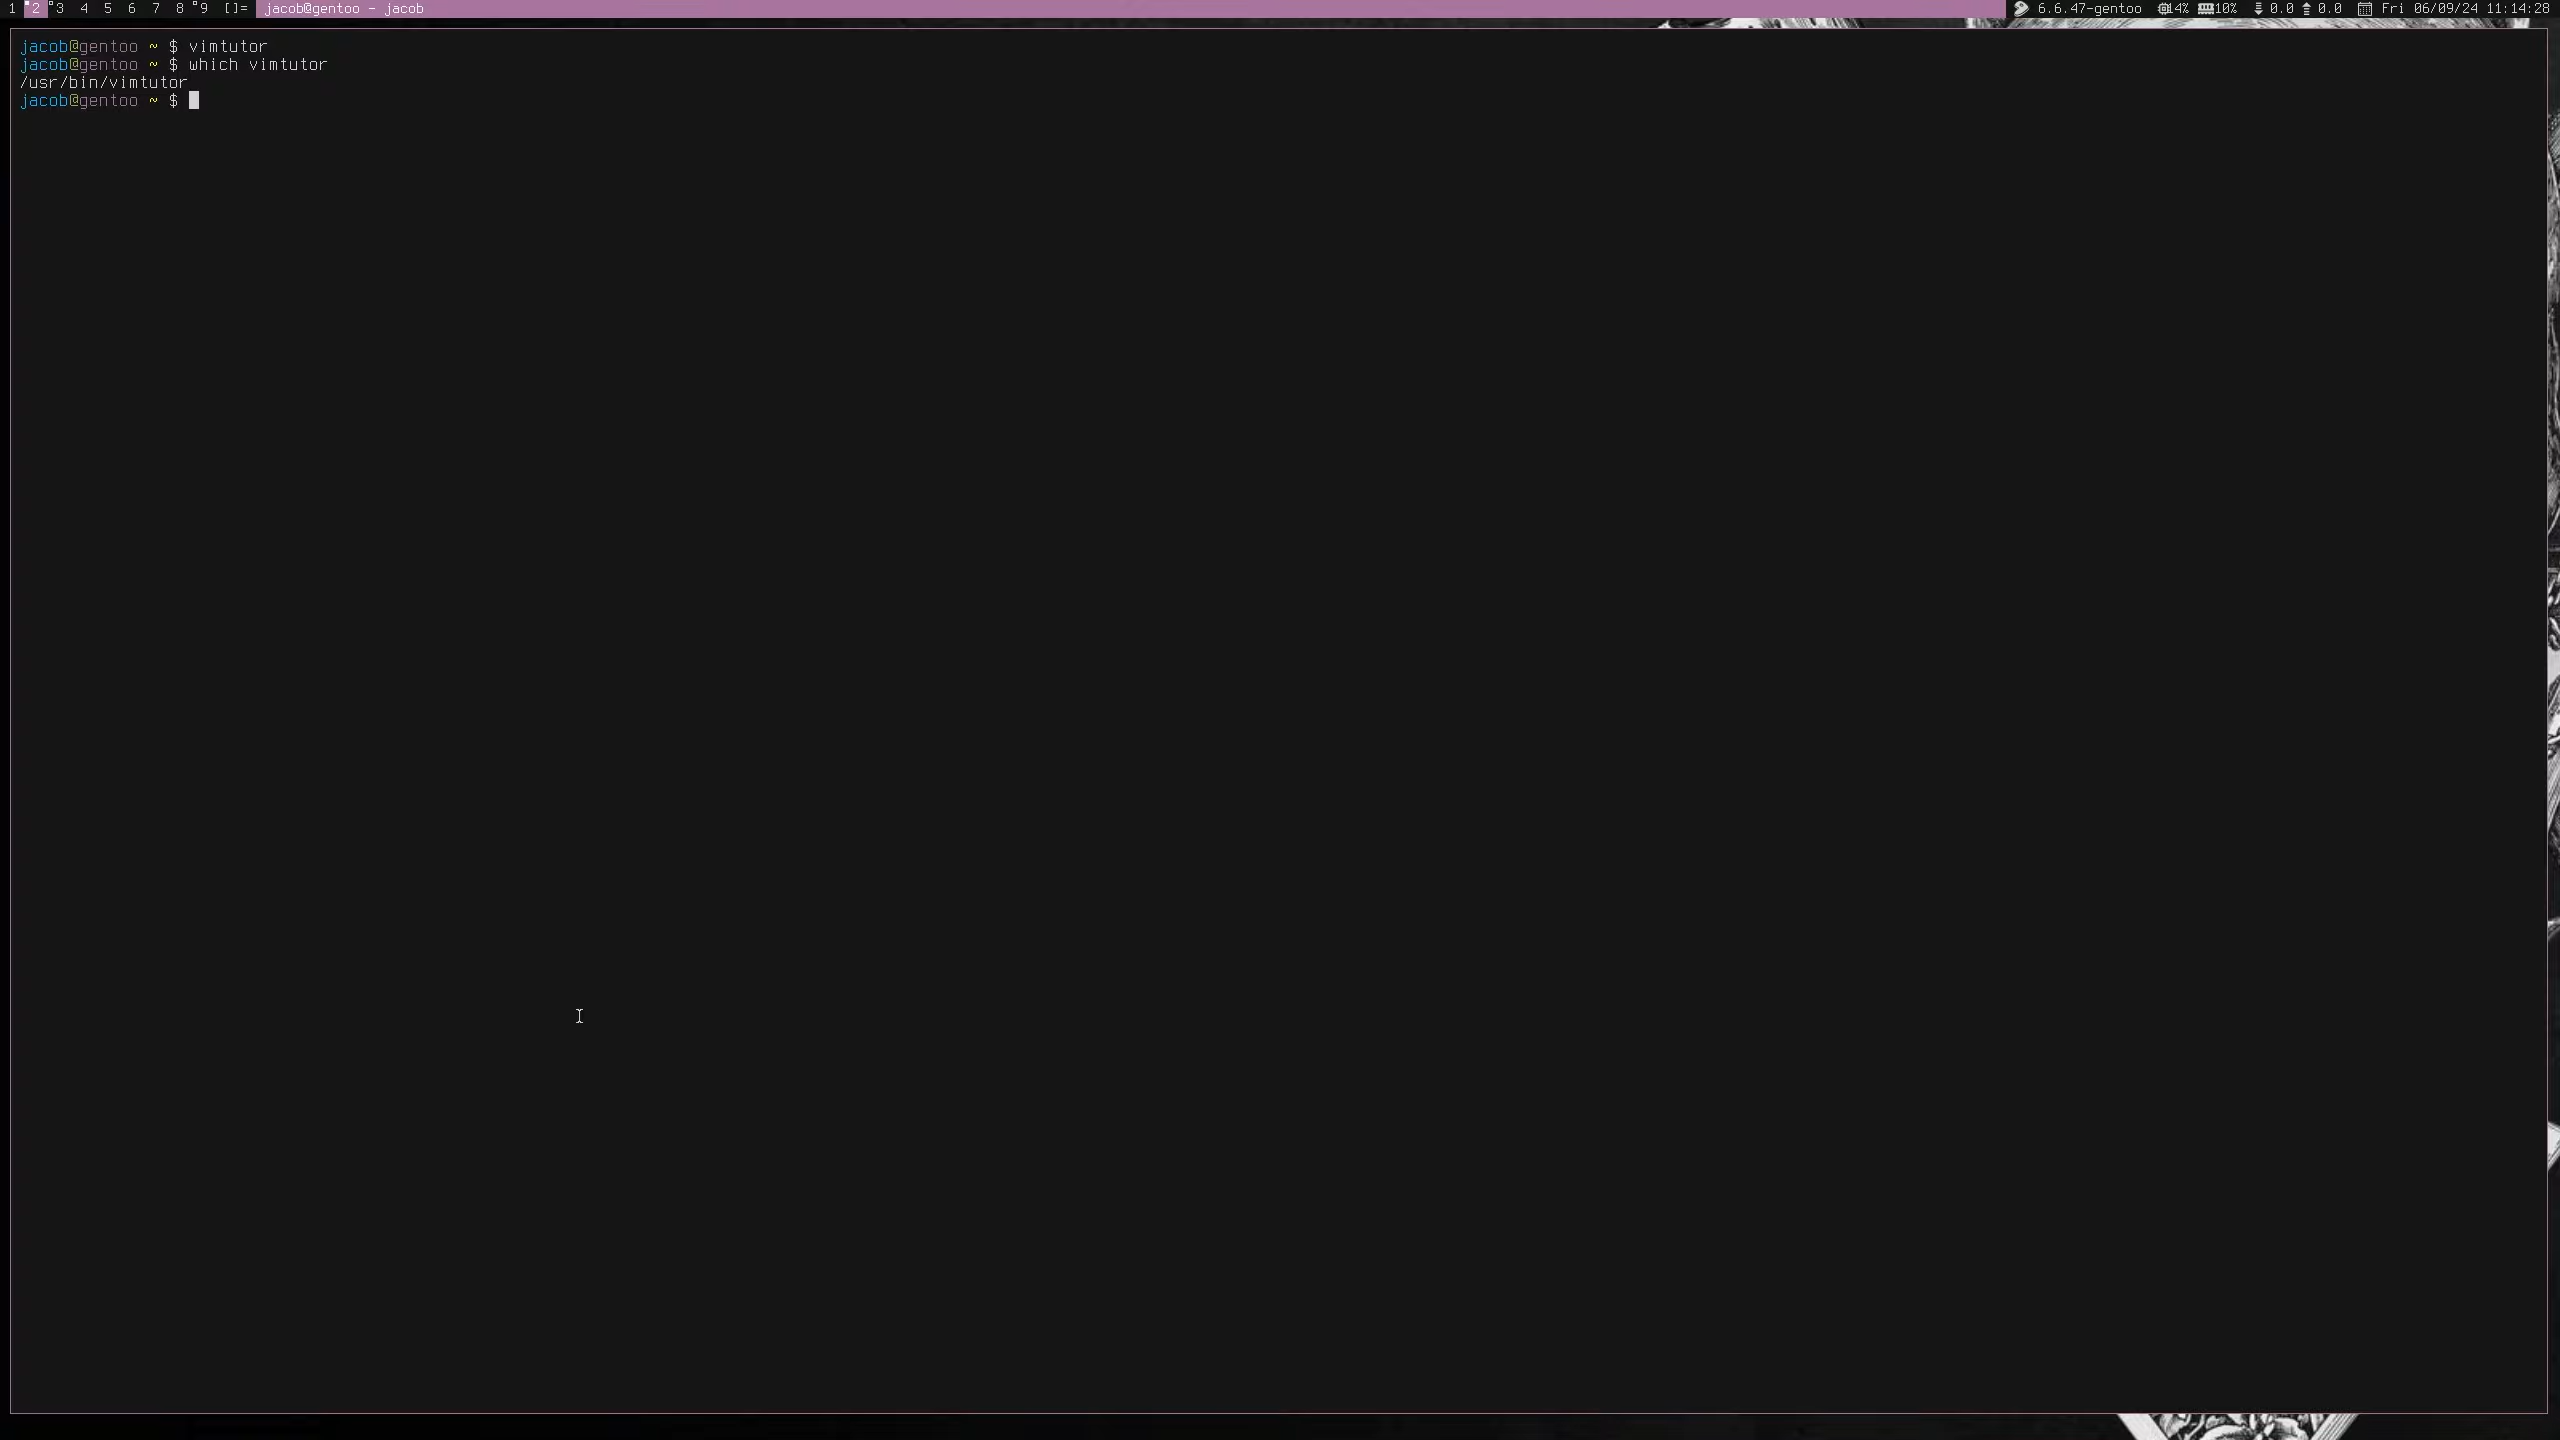 1 2 3 4 5 6 7 8 9 []= jacob@gentoo - jacob 6.6.47-gentoo 14% 10% 0.0 0.0 Fri 06/09/24 11:14:28
jacob@gentoo ~ $ vimtutor
jacob@gentoo ~ $ which vimtutor
/usr/bin/vimtutor
jacob@gentoo ~ $